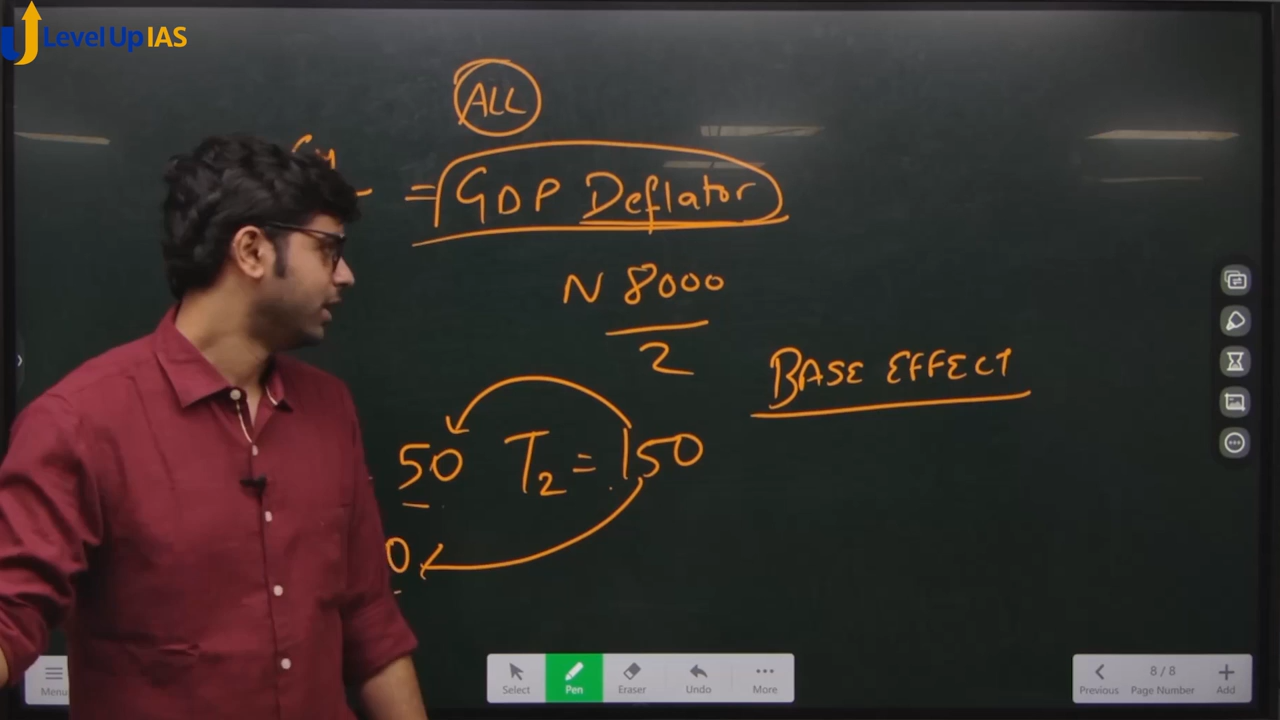 Level Up IAS
ALL
= GDP Deflator
N 8000
2
BASE EFFECT
50 T2 = 150
0
Menu
Select
Pen
Eraser
Undo
More
Previous
8/8
Page Number
Add